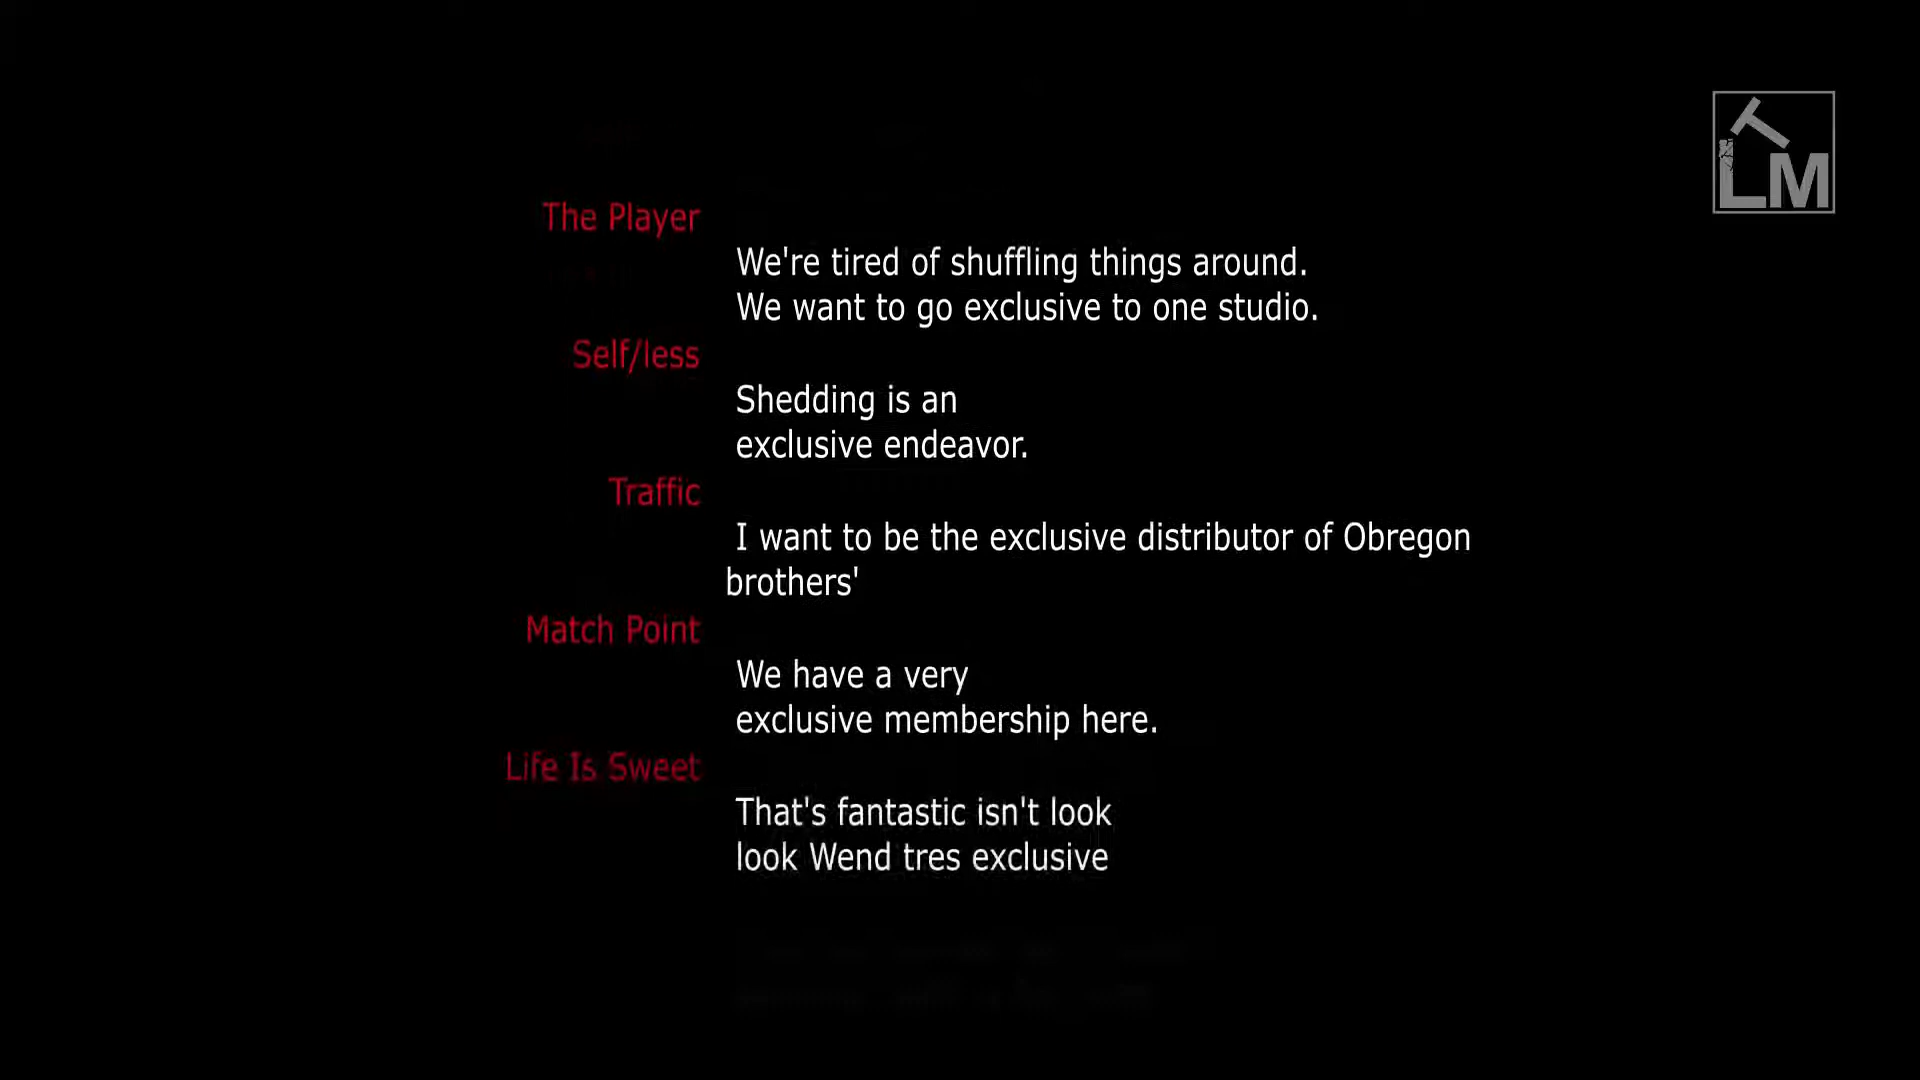 The Player
We're tired of shuffling things around.
We want to go exclusive to one studio.
Self/less
Shedding is an
exclusive endeavor.
Traffic
I want to be the exclusive distributor of Obregon
brothers'
Match Point
We have a very
exclusive membership here.
Life Is Sweet
That's fantastic isn't look
look Wend tres exclusive
LM